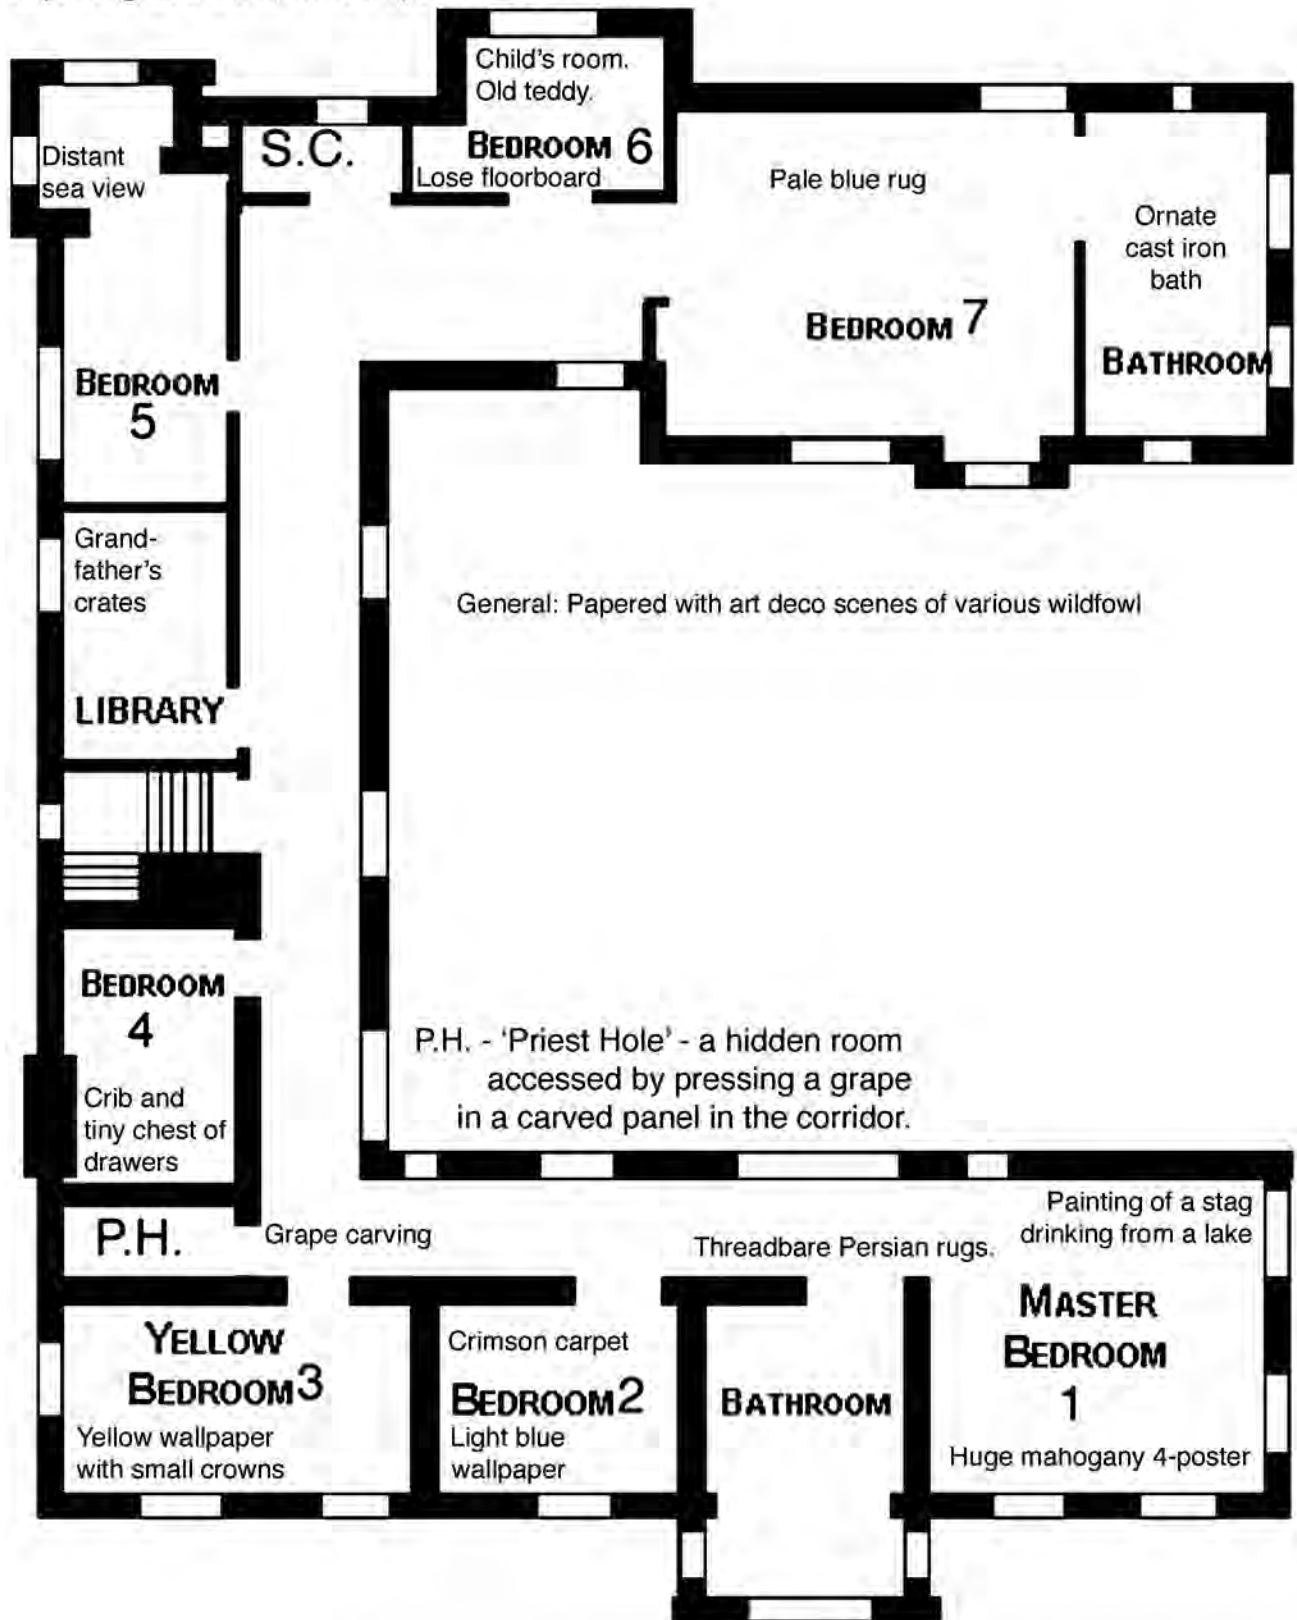 Child's room.
Old teddy.
BEDROOM 6
Lose floorboard
S.C.
Distant
sea view
Pale blue rug
Ornate
cast iron
bath
BEDROOM 7
BATHROOM
BEDROOM
5
Grand-
father's
crates
LIBRARY
General: Papered with art deco scenes of various wildfowl
BEDROOM
4
Crib and
tiny chest of
drawers
P.H. - 'Priest Hole' - a hidden room
accessed by pressing a grape
in a carved panel in the corridor.
P.H.
Grape carving
Threadbare Persian rugs.
Painting of a stag
drinking from a lake
MASTER
BEDROOM
1
Huge mahogany 4-poster
YELLOW
BEDROOM 3
Yellow wallpaper
with small crowns
Crimson carpet
BEDROOM 2
Light blue
wallpaper
BATHROOM